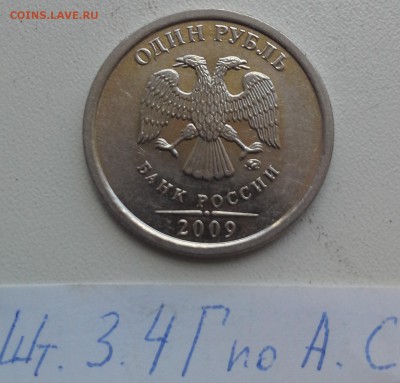 COINS.LAVE.RU
ОДИН РУБЛЬ
БАНК РОССИИ
2009
Шт. 3.4Г по А. С